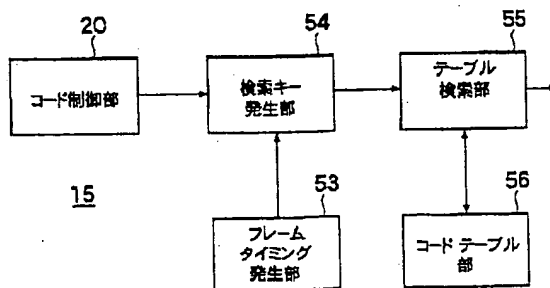 20
コード制御部
54
検索キー
発生部
55
テーブル
検索部
15
53
フレーム
タイミング
発生部
56
コード テーブル
部